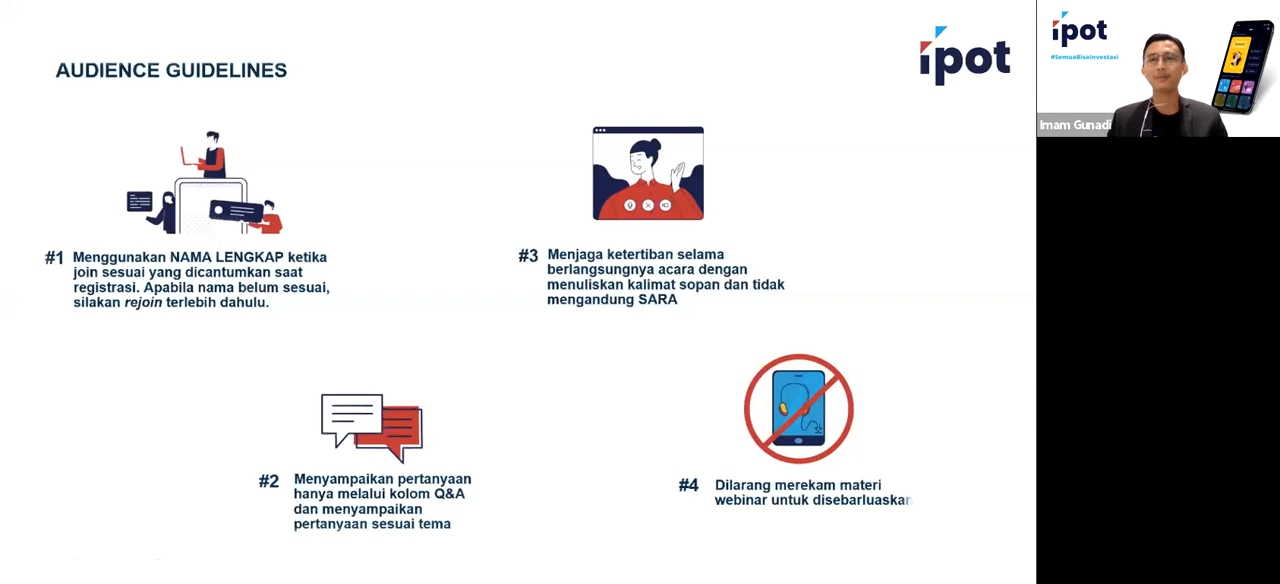 AUDIENCE GUIDELINES
ipot
#1 Menggunakan NAMA LENGKAP ketika
join sesuai yang dicantumkan saat
registrasi. Apabila nama belum sesuai,
silakan rejoin terlebih dahulu.
#3 Menjaga ketertiban selama
berlangsungnya acara dengan
menuliskan kalimat sopan dan tidak
mengandung SARA
#2 Menyampaikan pertanyaan
hanya melalui kolom Q&A
dan menyampaikan
pertanyaan sesuai tema
#4 Dilarang merekam materi
webinar untuk disebarluaskan
ipot
#SemuaBisaInvestasi
Imam Gunadi